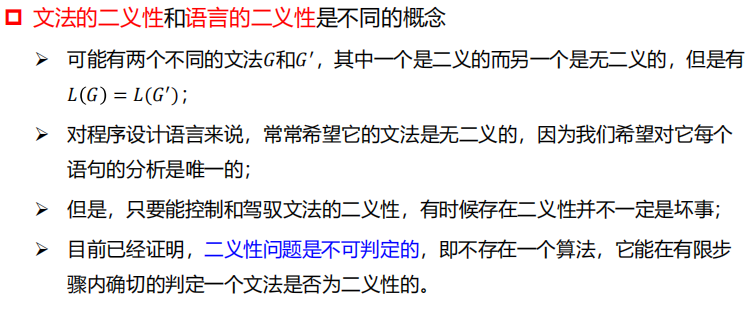 文法的二义性和语言的二义性是不同的概念
可能有两个不同的文法G和G′，其中一个是二义的而另一个是无二义的，但是有
L(G) = L(G′)；
对程序设计语言来说，常常希望它的文法是无二义的，因为我们希望对它每个
语句的分析是唯一的；
但是，只要能控制和驾驭文法的二义性，有时候存在二义性并不一定是坏事；
目前已经证明，二义性问题是不可判定的，即不存在一个算法，它能在有限步
骤内确切的判定一个文法是否为二义性的。